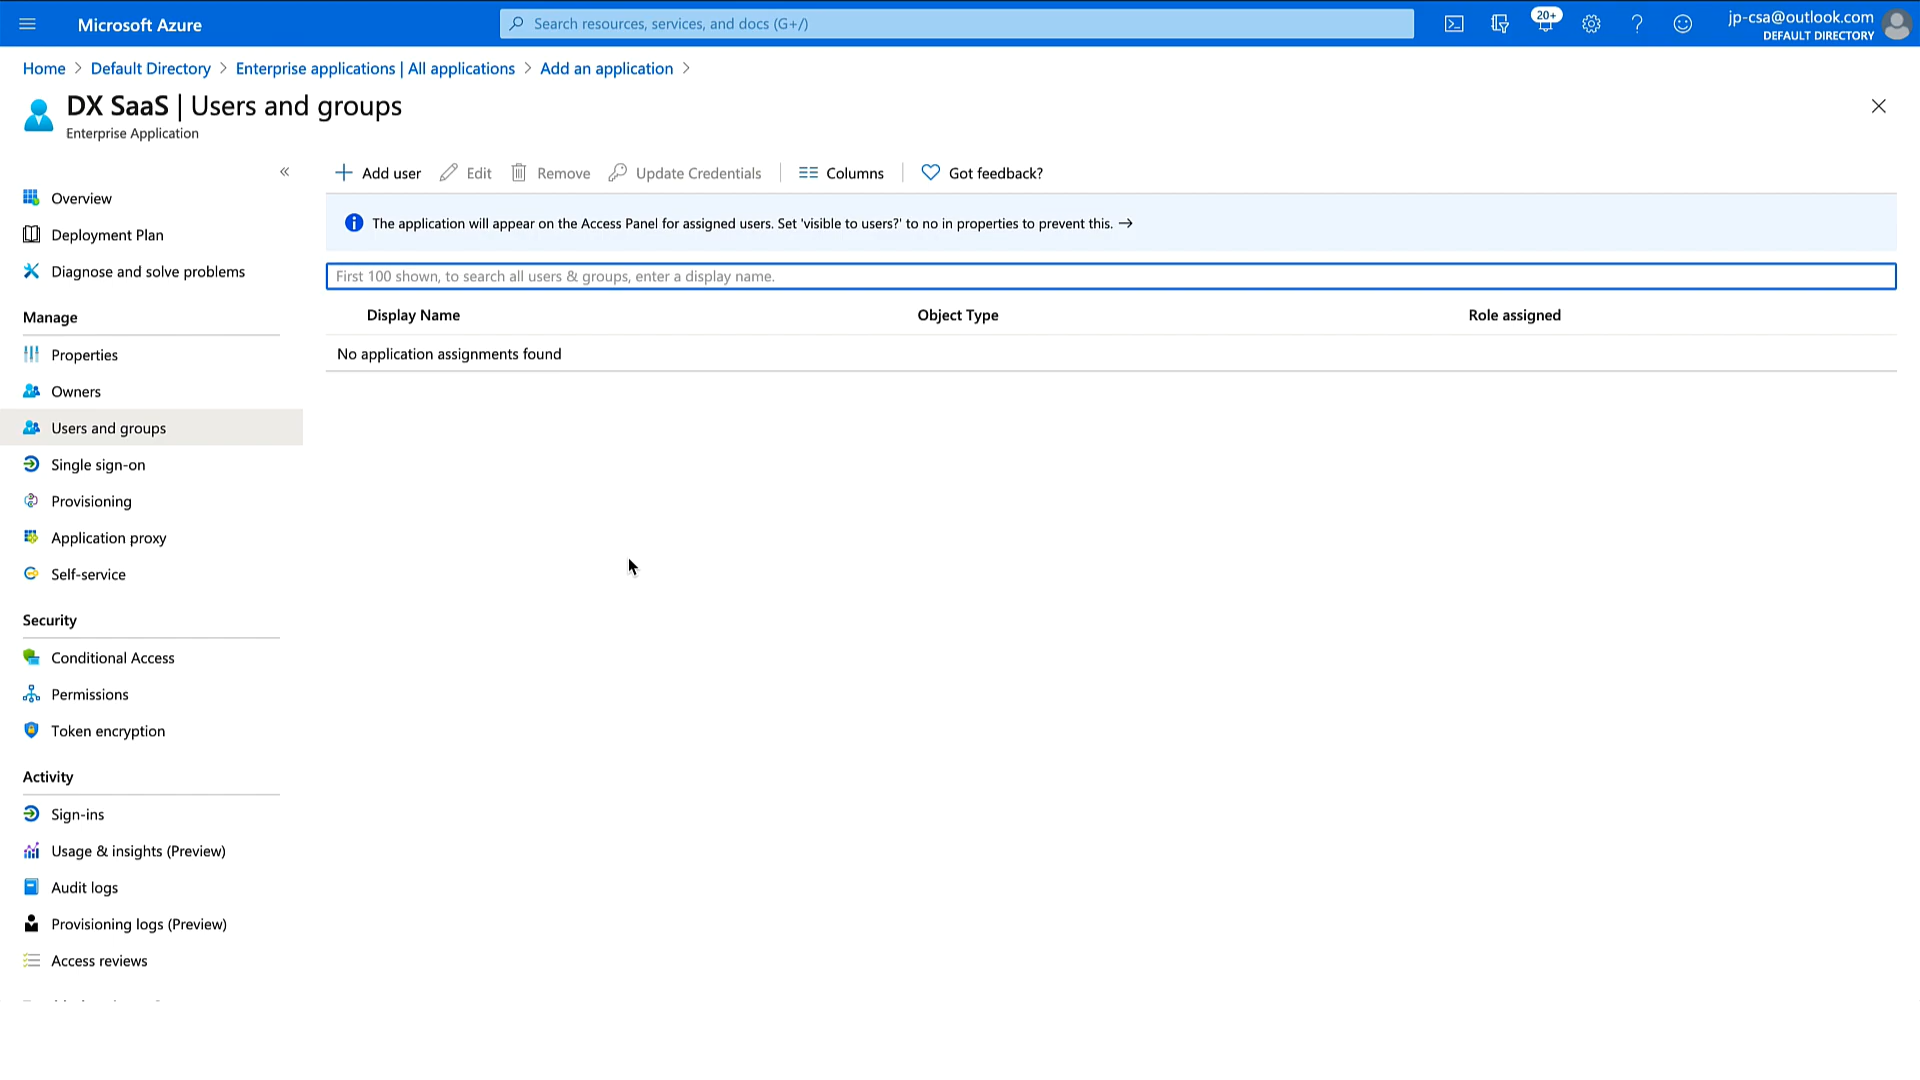 Microsoft Azure
Search resources, services, and docs (G+/)
20+
jp-csa@outlook.com
DEFAULT DIRECTORY
Home > Default Directory > Enterprise applications | All applications > Add an application >
DX SaaS | Users and groups
Enterprise Application
«
Add user
Edit
Remove
Update Credentials
Columns
Got feedback?
The application will appear on the Access Panel for assigned users. Set 'visible to users?' to no in properties to prevent this. →
First 100 shown, to search all users & groups, enter a display name.
Display Name
Object Type
Role assigned
No application assignments found
Overview
Deployment Plan
Diagnose and solve problems
Manage
Properties
Owners
Users and groups
Single sign-on
Provisioning
Application proxy
Self-service
Security
Conditional Access
Permissions
Token encryption
Activity
Sign-ins
Usage & insights (Preview)
Audit logs
Provisioning logs (Preview)
Access reviews